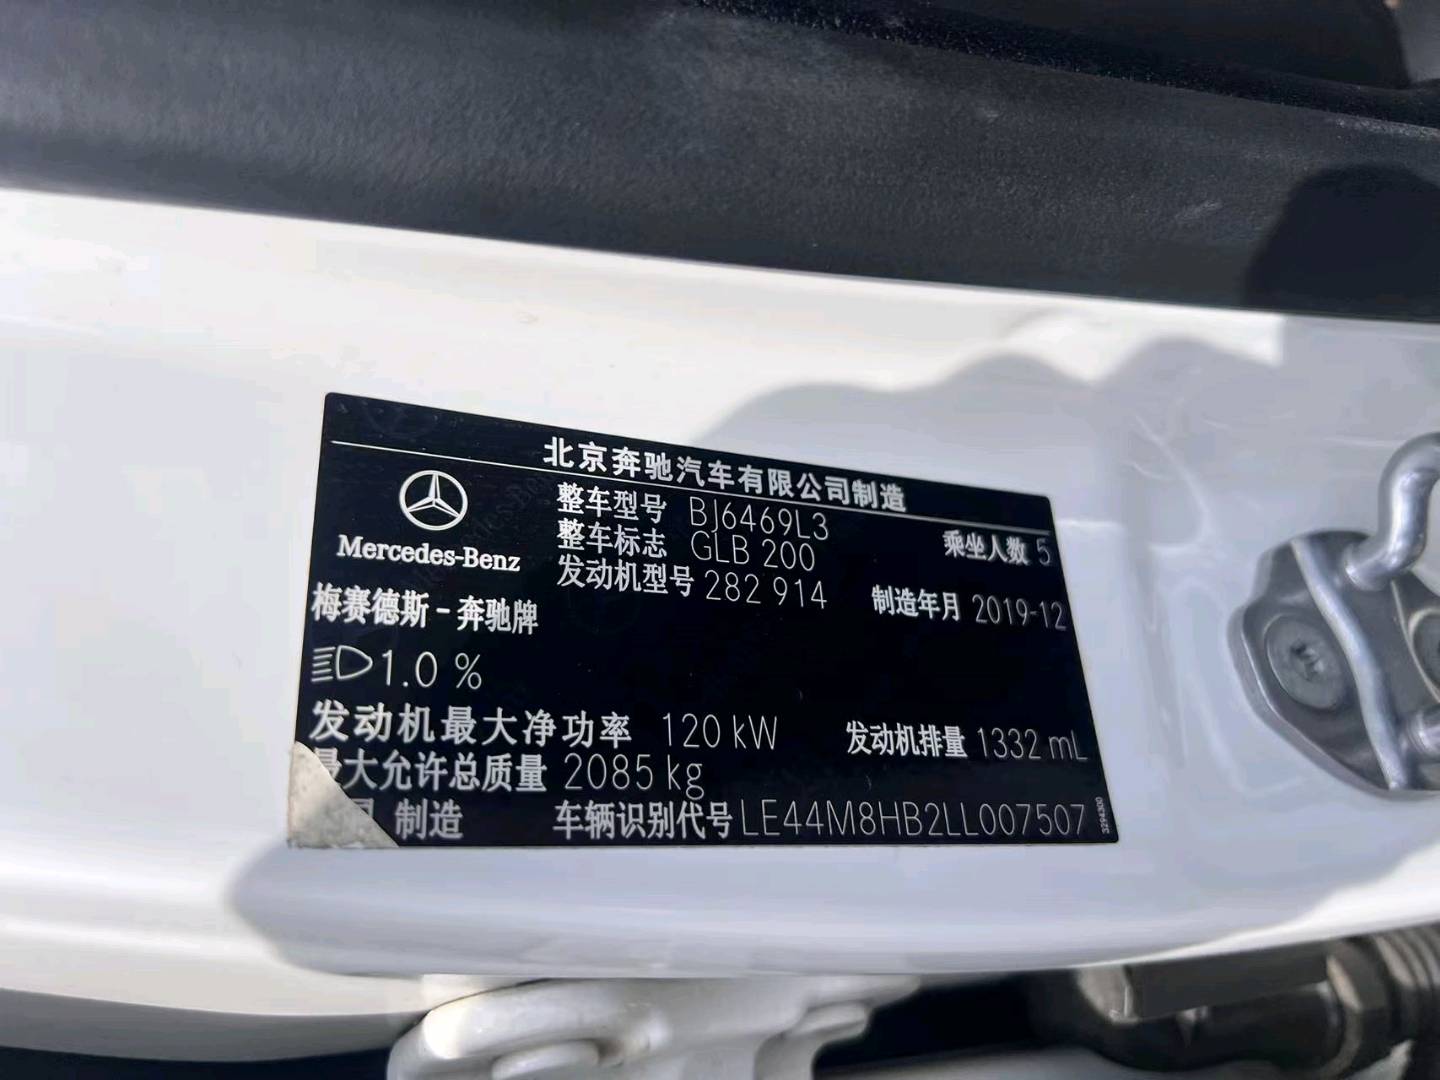 北京奔驰汽车有限公司制造
Mercedes-Benz
整车型号 BJ6469L3
整车标志 GLB 200
乘坐人数 5
发动机型号 282 914
制造年月 2019-12
梅赛德斯-奔驰牌
1.0 %
发动机最大净功率 120 kW
发动机排量 1332 mL
最大允许总质量 2085 kg
制造
车辆识别代号 LE44M8HB2LL007507
3294300